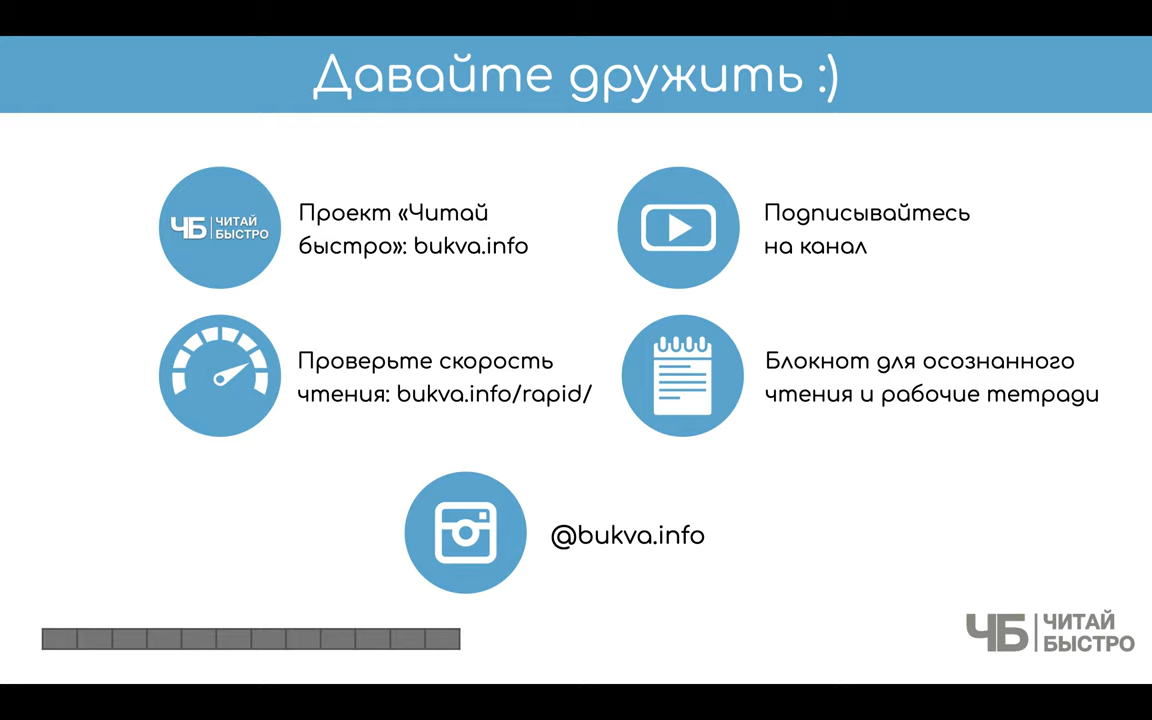 Давайте дружить :)
ЧБ ЧИТАЙ
БЫСТРО
Проект «Читай
быстро»: bukva.info
Подписывайтесь
на канал
Проверьте скорость
чтения: bukva.info/rapid/
Блокнот для осознанного
чтения и рабочие тетради
@bukva.info
ЧБ ЧИТАЙ
БЫСТРО